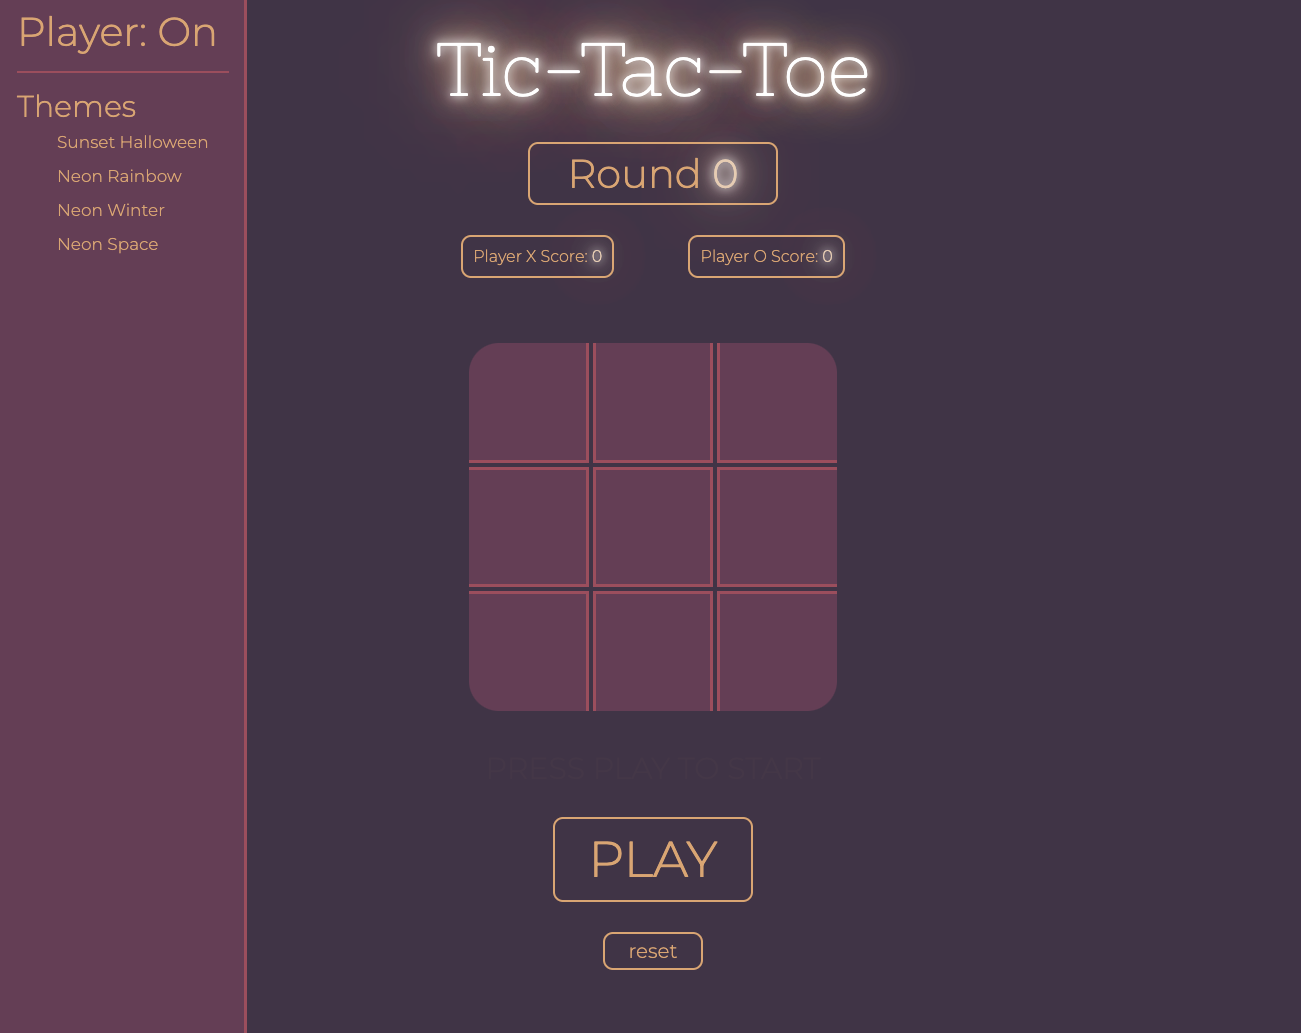 Player: On
Themes
Sunset Halloween
Neon Rainbow
Neon Winter
Neon Space
Tic-Tac-Toe
Round 0
Player X Score: 0
Player O Score: 0
PRESS PLAY TO START
PLAY
reset